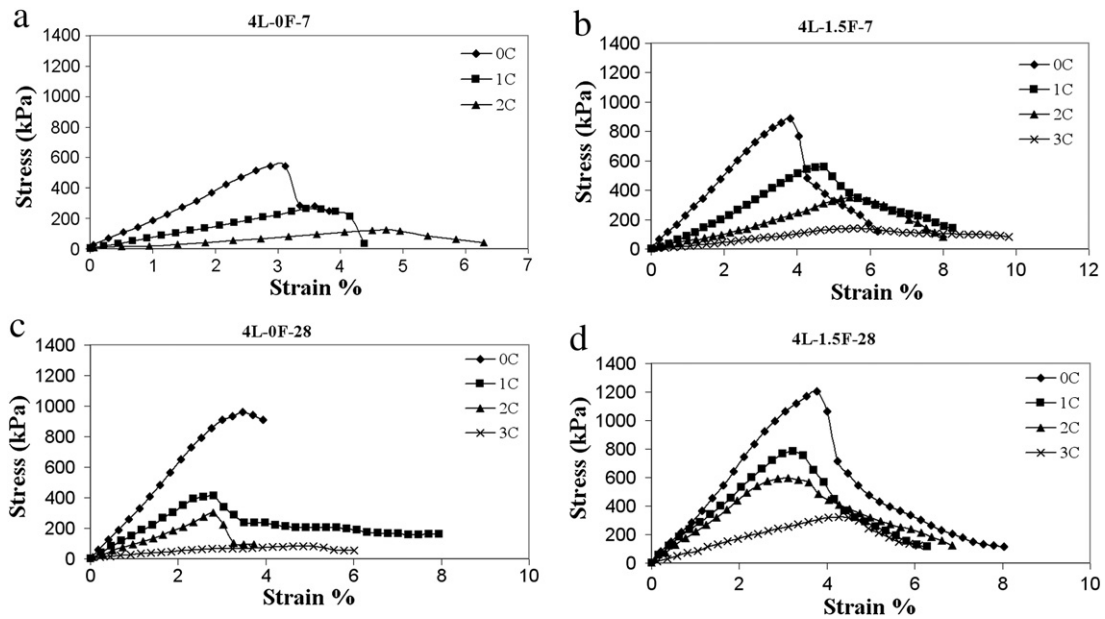 a
4L-0F-7
1400
1200
1000
800
600
400
200
0
0 1 2 3 4 5 6 7
Stress (kPa)
Strain %
0C
1C
2C
b
4L-1.5F-7
1400
1200
1000
800
600
400
200
0
0 2 4 6 8 10 12
Stress (kPa)
Strain %
0C
1C
2C
3C
c
4L-0F-28
1400
1200
1000
800
600
400
200
0
0 2 4 6 8 10
Stress (kPa)
Strain %
0C
1C
2C
3C
d
4L-1.5F-28
1400
1200
1000
800
600
400
200
0
0 2 4 6 8 10
Stress (kPa)
Strain %
0C
1C
2C
3C